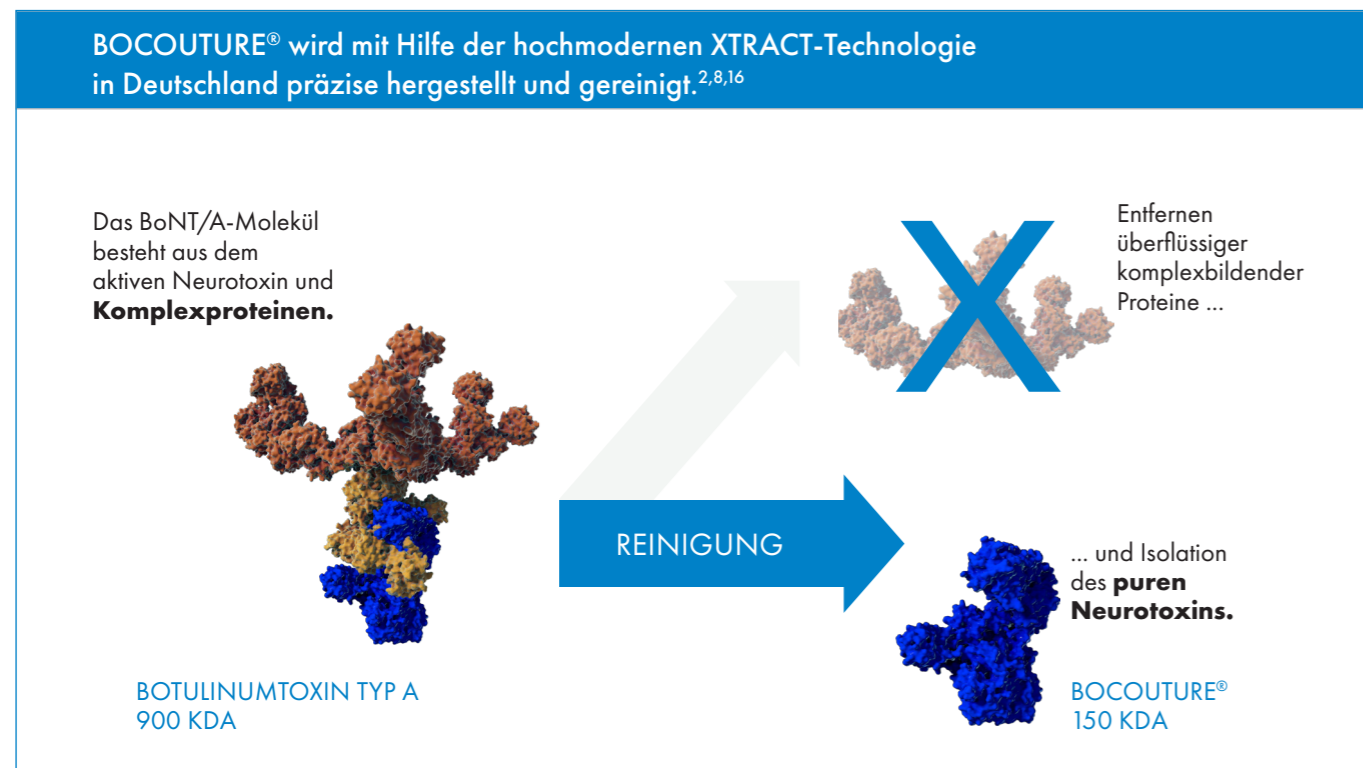 BOCOUTURE® wird mit Hilfe der hochmodernen XTRACT-Technologie
in Deutschland präzise hergestellt und gereinigt.2,8,16
Das BoNT/A-Molekül
besteht aus dem
aktiven Neurotoxin und
Komplexproteinen.
Entfernen
überflüssiger
komplexbildender
Proteine ...
REINIGUNG
... und Isolation
des puren
Neurotoxins.
BOTULINUMTOXIN TYP A
900 KDA
BOCOUTURE®
150 KDA